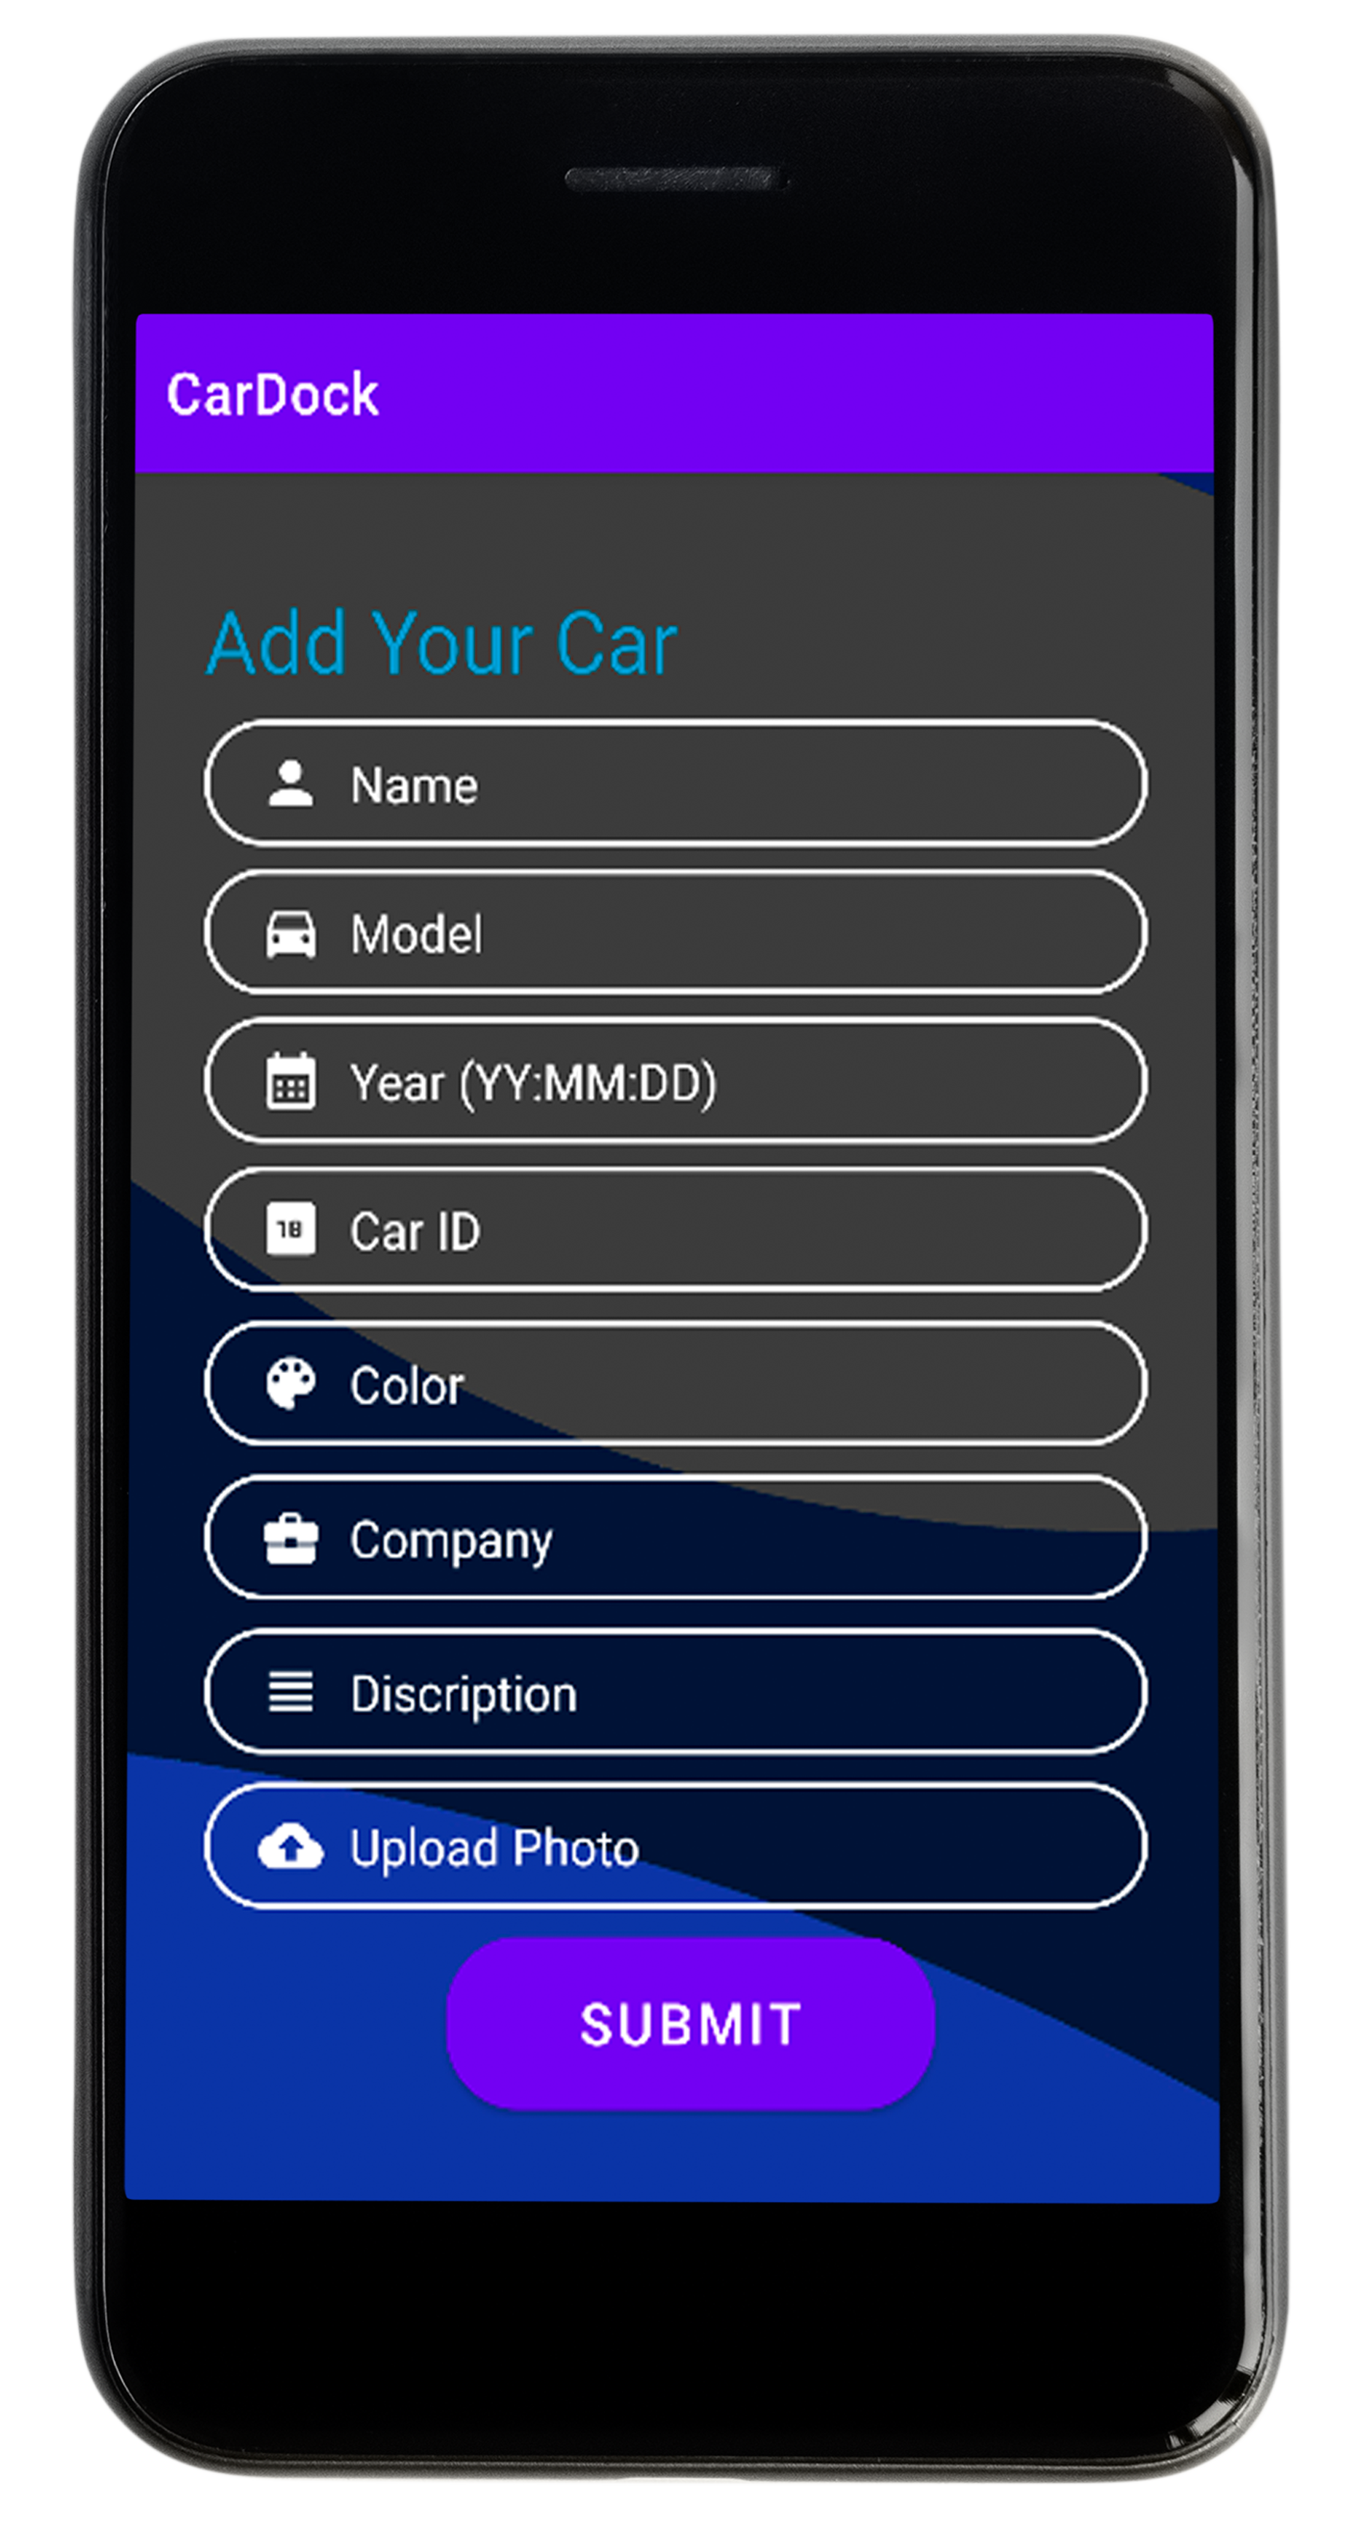 CarDock
Add Your Car
Name
Model
Year (YY:MM:DD)
18 Car ID
Color
Company
Discription
Upload Photo
SUBMIT